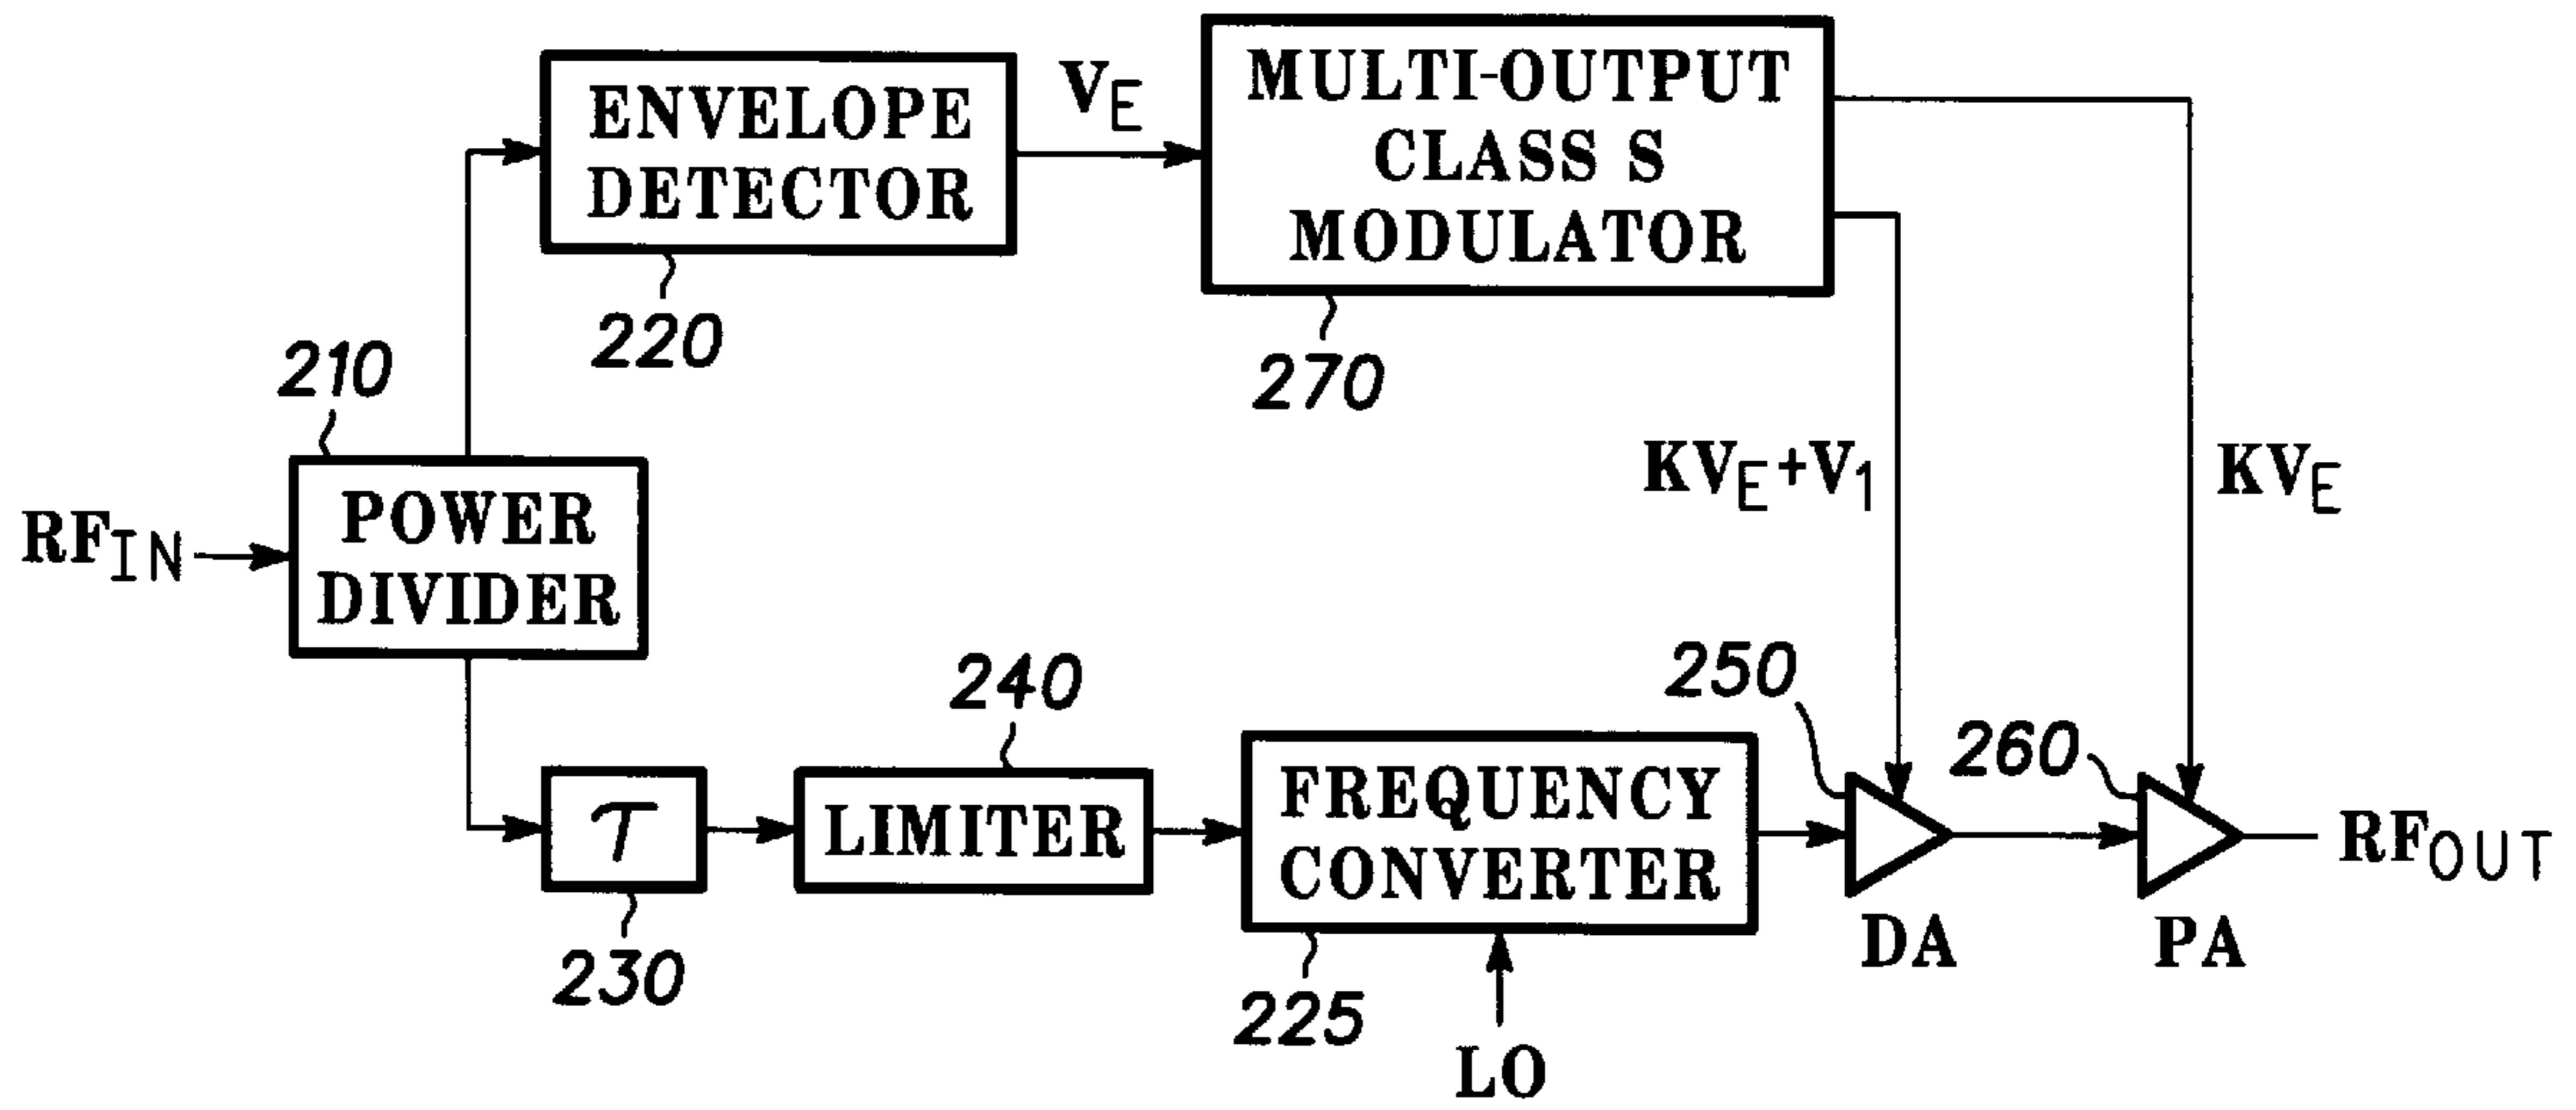 ENVELOPE
DETECTOR
220
V_E
MULTI-OUTPUT
CLASS S
MODULATOR
270
210
RF_IN
POWER
DIVIDER
KV_E+V_1
KV_E
τ
230
240
LIMITER
FREQUENCY
CONVERTER
225
LO
250
DA
260
PA
RF_OUT